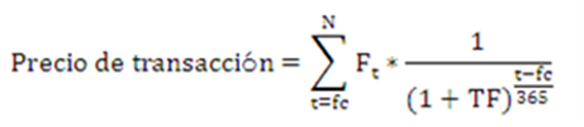 Precio de transacción = ∑_{t=fc}^{N} F_t * 1 / (1 + TF)^{(t−fc)/365}